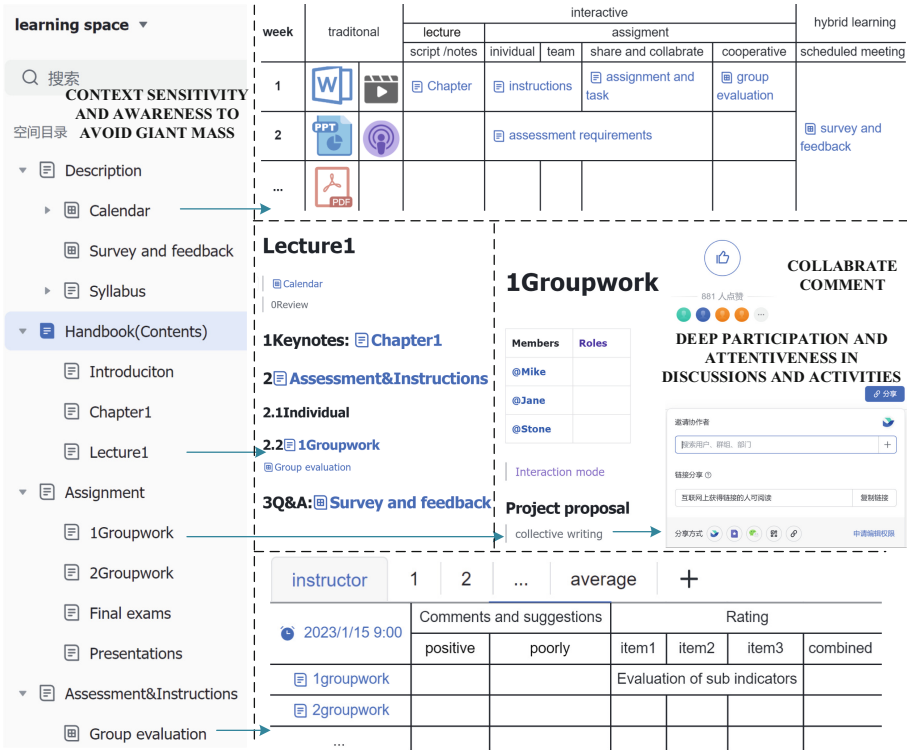 learning space
搜索
CONTEXT SENSITIVITY
AND AWARENESS TO
AVOID GIANT MASS
空间目录
Description
Calendar
Survey and feedback
Syllabus
Handbook(Contents)
Introduciton
Chapter1
Lecture1
Assignment
1Groupwork
2Groupwork
Final exams
Presentations
Assessment&Instructions
Group evaluation
week
traditonal
interactive
hybrid learning
lecture
assigment
script /notes
inividual
team
share and collabrate
cooperative
scheduled meeting
1
W
Chapter
instructions
assignment and
task
group
evaluation
2
PPT
assessment requirements
survey and
feedback
...
PDF
Lecture1
Calendar
0Review
1Keynotes: Chapter1
2 Assessment&Instructions
2.1Individual
2.2 1Groupwork
Group evaluation
3Q&A: Survey and feedback
1Groupwork
Members Roles
@Mike
@Jane
@Stone
Interaction mode
Project proposal
collective writing
881 人点赞
...
COLLABRATE
COMMENT
DEEP PARTICIPATION AND
ATTENTIVENESS IN
DISCUSSIONS AND ACTIVITIES
分享
邀请协作者
搜索用户、群组、部门
+
链接分享
互联网上获得链接的人可阅读
复制链接
分享方式
申请编辑权限
instructor 1 2 ... average +
2023/1/15 9:00
Comments and suggestions
Rating
positive
poorly
item1
item2
item3
combined
1groupwork
Evaluation of sub indicators
2groupwork
...